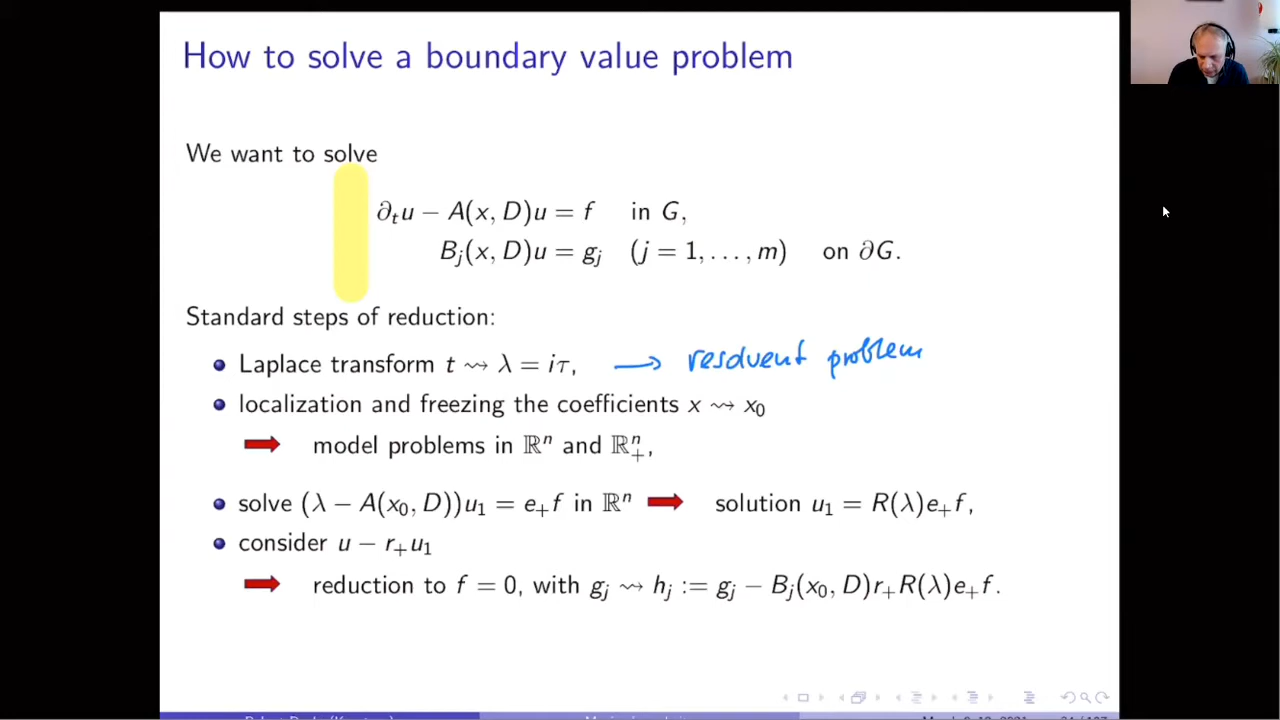 How to solve a boundary value problem
We want to solve
∂ₜu − A(x, D)u = f in G,
Bⱼ(x, D)u = gⱼ (j = 1, . . . , m) on ∂G.
Standard steps of reduction:
Laplace transform t ⇝ λ = iτ, → resolvent problem
localization and freezing the coefficients x ⇝ x₀
model problems in ℝⁿ and ℝⁿ₊,
solve (λ − A(x₀, D))u₁ = e₊f in ℝⁿ solution u₁ = R(λ)e₊f,
consider u − r₊u₁
reduction to f = 0, with gⱼ ⇝ hⱼ := gⱼ − Bⱼ(x₀, D)r₊R(λ)e₊f.